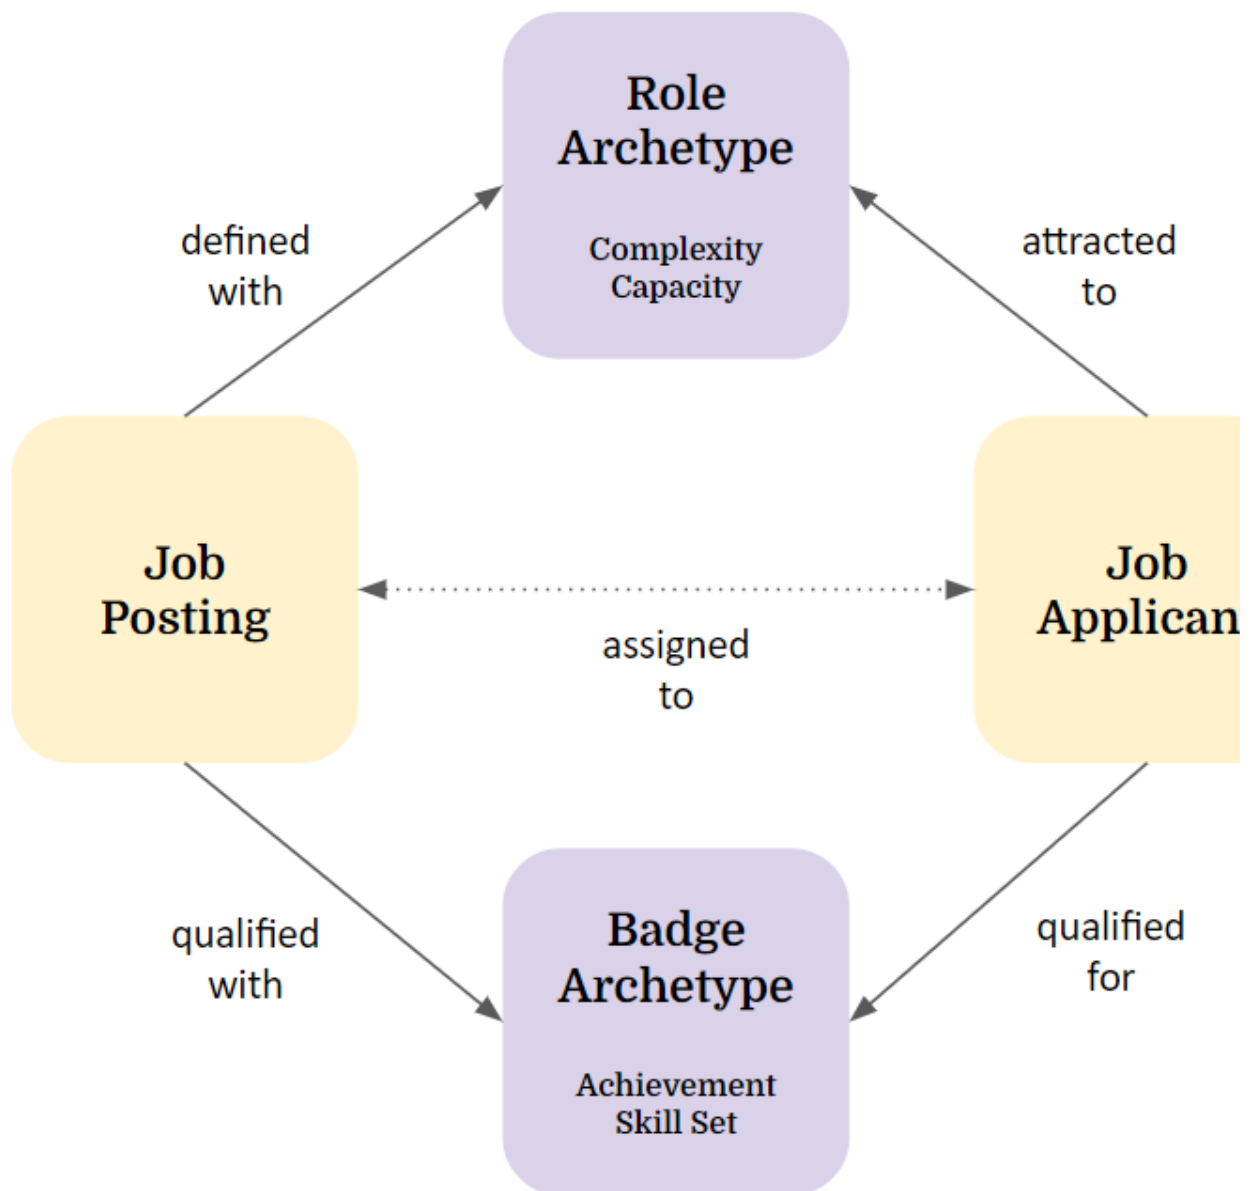 Role
Archetype
Complexity
Capacity
defined
with
attracted
to
Job
Posting
assigned
to
Job
Applican
qualified
with
Badge
Archetype
Achievement
Skill Set
qualified
for